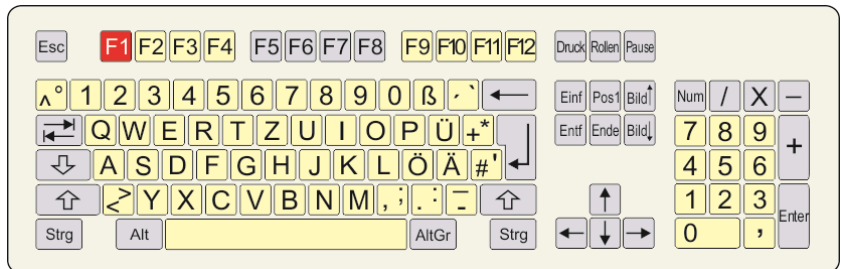 Esc F1 F2 F3 F4 F5 F6 F7 F8 F9 F10 F11 F12 Druck Rollen Pause
^ ° 1 2 3 4 5 6 7 8 9 0 ß ´ ` Einf Pos1 Bild↑ Num / X –
Q W E R T Z U I O P Ü + * Entf Ende Bild↓ 7 8 9 +
A S D F G H J K L Ö Ä # ' 4 5 6
< > Y X C V B N M , ; . : - _ 1 2 3 Enter
Strg Alt AltGr Strg 0 ,